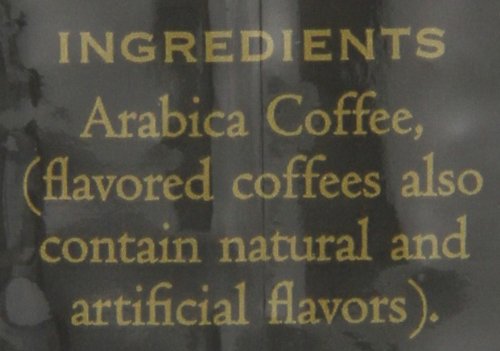 INGREDIENTS
Arabica Coffee,
(flavored coffees also
contain natural and
artificial flavors).